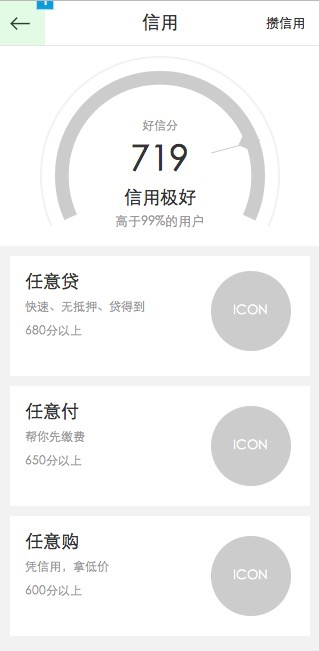 信用
攒信用
好信分
719
信用极好
高于99%的用户
任意贷
快速、无抵押、贷得到
680分以上
ICON
任意付
帮你先缴费
650分以上
ICON
任意购
凭信用，拿低价
600分以上
ICON